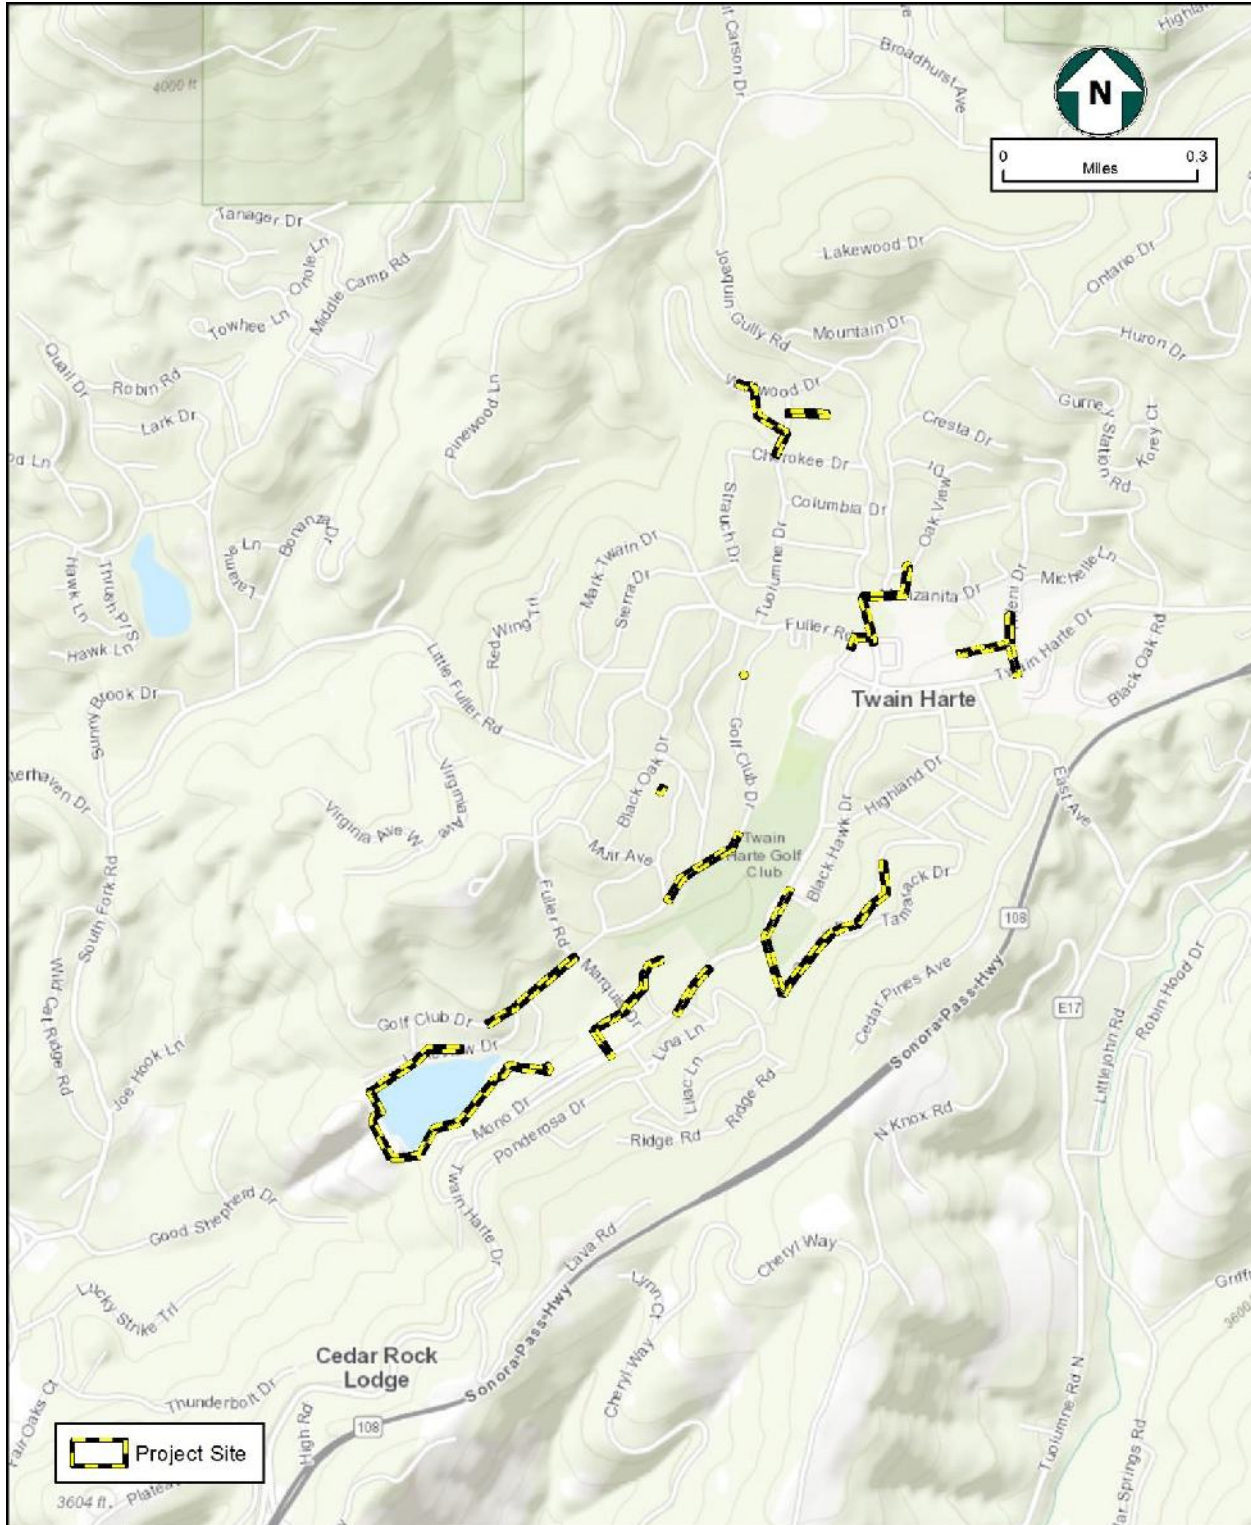 Carson Dr
Broadhurst Ave
4000 ft
N
0
0.3
Miles
Tanager Dr
Oriole Ln
Middle Camp Rd
Towhee Ln
Lakewood Dr
Ontario Dr
Joaquin Gully Rd
Mountain Dr
Huron Dr
Quail Dr
Robin Rd
Lark Dr
Pinewood Ln
wood Dr
Cresta Dr
Gurney Station Rd
Korey Ct
Cherokee Dr
Strauch Dr
Columbia Dr
Oak View Dr
Bonanza Dr
Hawk Ln
Hawk Ln
Mark Twain Dr
Sierra Dr
Tuolumne Dr
Michelle Ln
Red Wing Trl
Fuller Rd
Twain Harte Dr
Black Oak Rd
Little Fuller Rd
Twain Harte
Sunny Brook Dr
Golf Club Dr
Black Oak Dr
Virginia Ave
Virginia Ave W
Highland Dr
East Ave
Muir Ave
Black Hawk Dr
Twain
Harte Golf
Club
Tamarack Dr
South Fork Rd
Fuller Rd
108
Robin Hood Dr
Wild Cat Ridge Rd
Cedar Pines Ave
Sonora-Pass-Hwy
E17
Golf Club Dr
Littlejohn Rd
Joe Hook Ln
Lilac Ln
Ridge Rd
Mono Dr
Ponderosa Dr
Ridge Rd
N Knox Rd
Twain Harte Dr
Good Shepherd Dr
Lava Rd
Cheryl Way
Lynn Ct
Lucky Strike Trl
Cheryl Way
Sonora-Pass-Hwy
Cedar Rock
Lodge
Thunderbolt Dr
Fair Oaks Ct
High Rd
108
Tuolumne Rd N
Project Site
3604 ft.